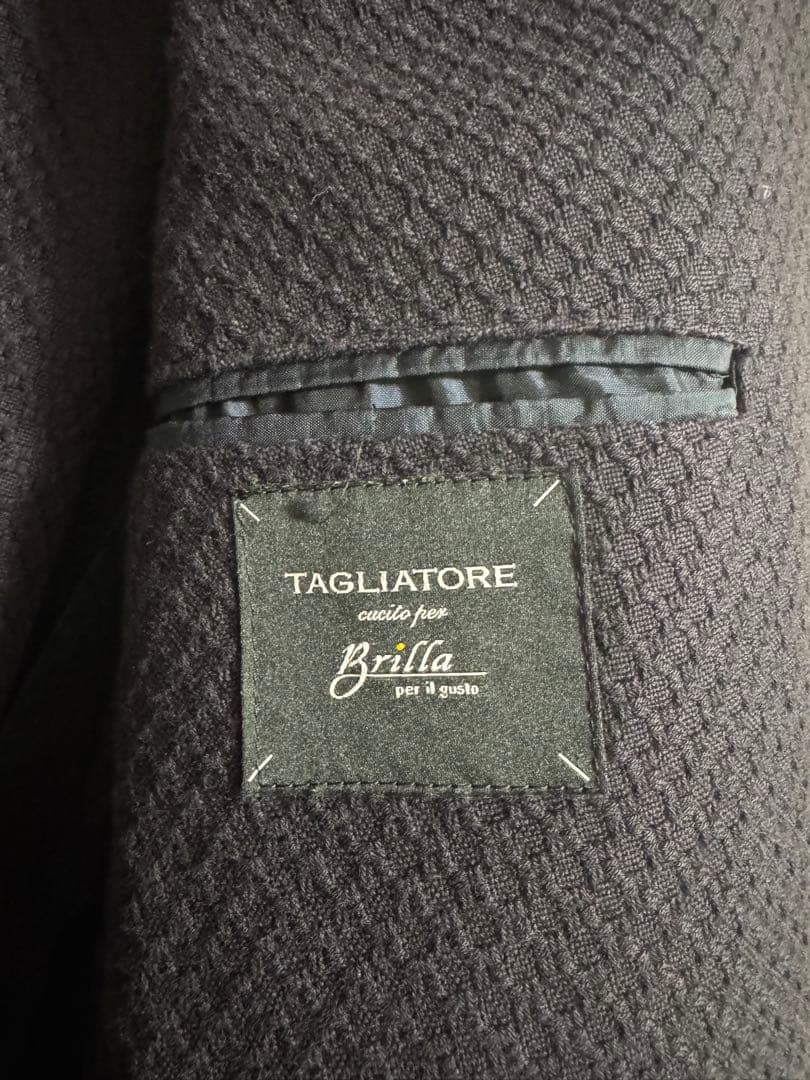 TAGLIATORE
cucito per
Brilla
per il gusto